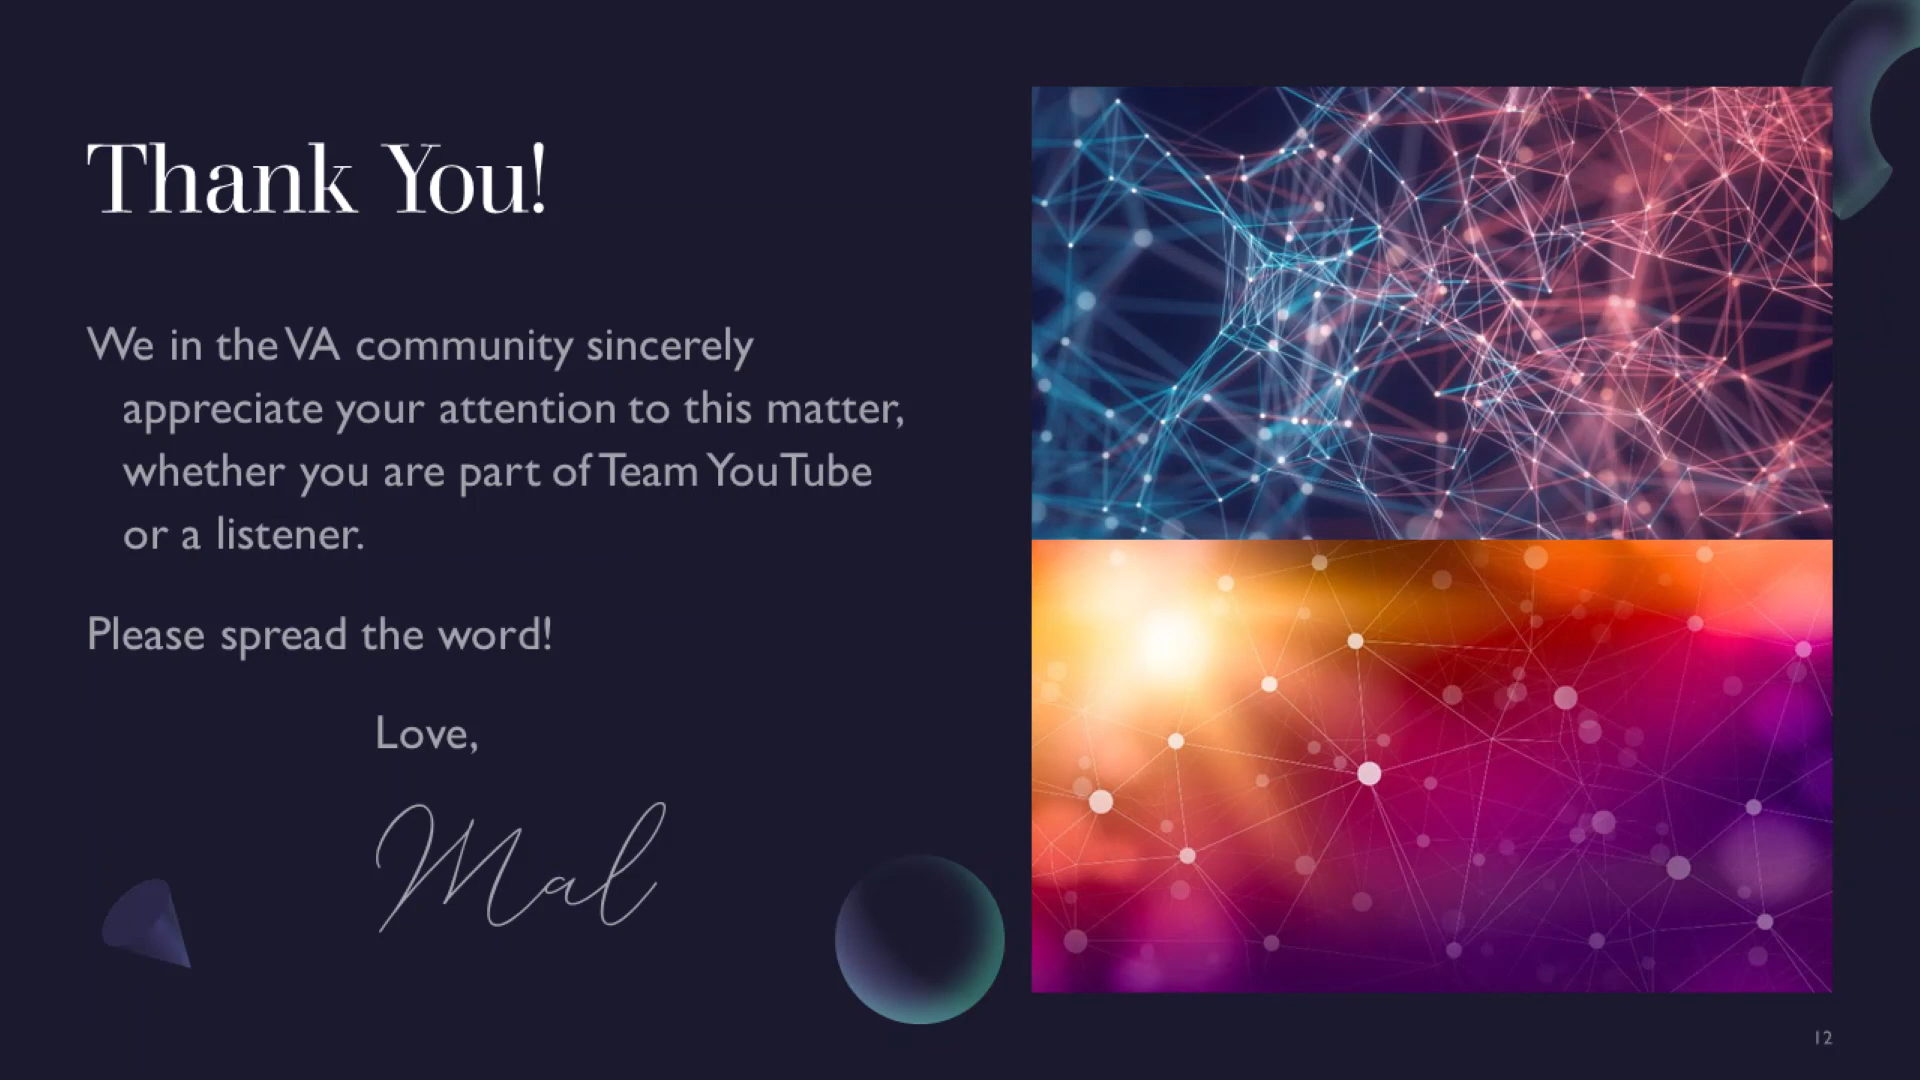 Thank You!
We in the VA community sincerely
appreciate your attention to this matter,
whether you are part of Team YouTube
or a listener.
Please spread the word!
Love,
Mal
12